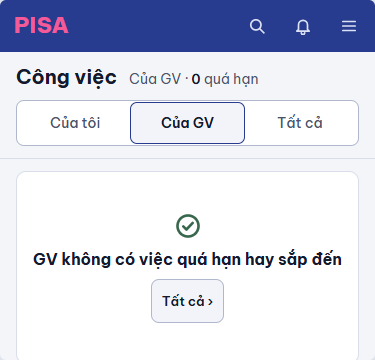 PISA
Công việc Của GV · 0 quá hạn
Của tôi Của GV Tất cả
GV không có việc quá hạn hay sắp đến
Tất cả ›